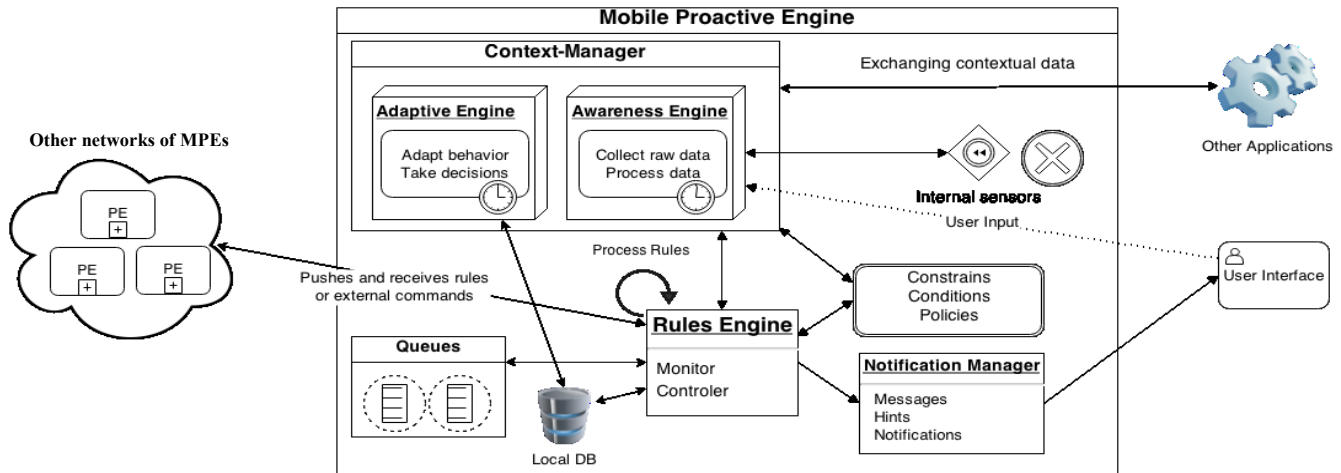 Mobile Proactive Engine
Context-Manager
Exchanging contextual data
Adaptive Engine
Adapt behavior
Take decisions
Awareness Engine
Collect raw data
Process data
Other Applications
Other networks of MPEs
PE
PE
PE
Internal sensors
User Input
Process Rules
Pushes and receives rules
or external commands
Constrains
Conditions
Policies
User Interface
Rules Engine
Monitor
Controler
Queues
Notification Manager
Messages
Hints
Notifications
Local DB